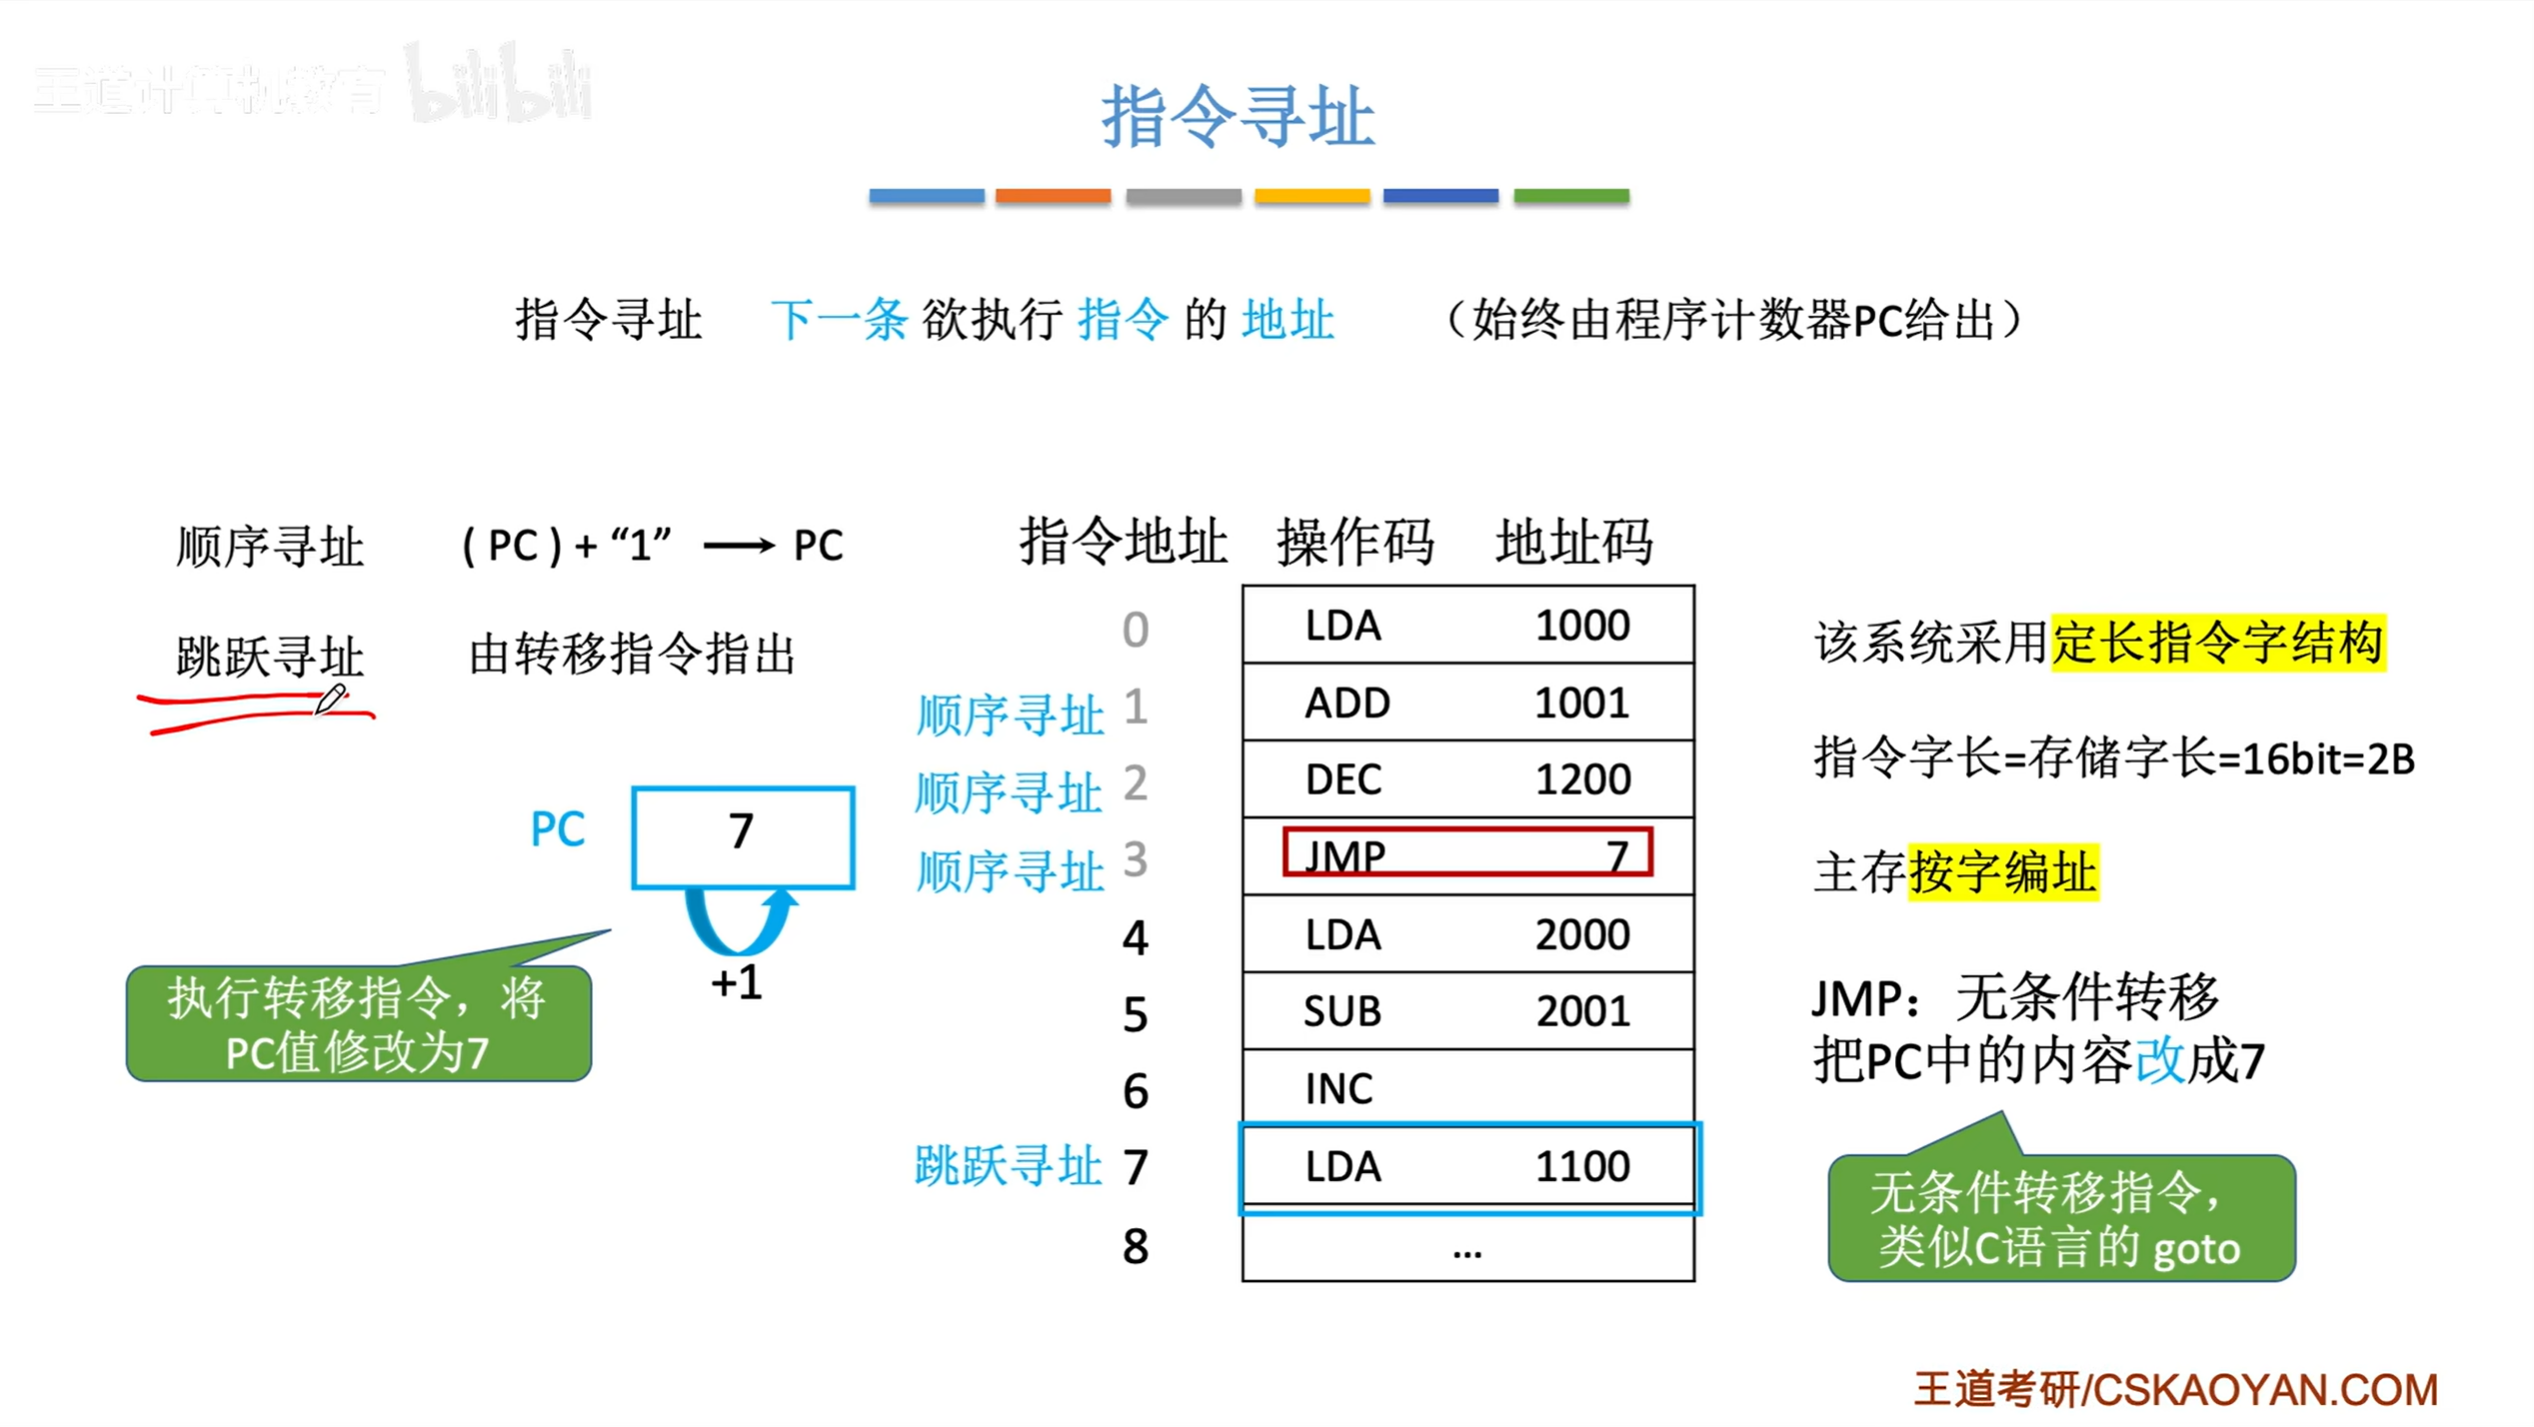 王道计算机教育 bilibili
指令寻址
指令寻址 下一条 欲执行 指令 的 地址 （始终由程序计数器PC给出）
顺序寻址 ( PC ) + “1” → PC
跳跃寻址 由转移指令指出
PC 7
+1
执行转移指令，将
PC值修改为7
指令地址 操作码 地址码
0 LDA 1000
顺序寻址 1 ADD 1001
顺序寻址 2 DEC 1200
顺序寻址 3 JMP 7
4 LDA 2000
5 SUB 2001
6 INC
跳跃寻址 7 LDA 1100
8 ...
该系统采用定长指令字结构
指令字长=存储字长=16bit=2B
主存按字编址
JMP：无条件转移
把PC中的内容改成7
无条件转移指令，
类似C语言的 goto
王道考研/CSKAOYAN.COM